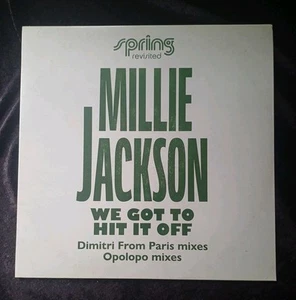 spring
revisited
MILLIE
JACKSON
WE GOT TO
HIT IT OFF
Dimitri From Paris mixes
Opolopo mixes